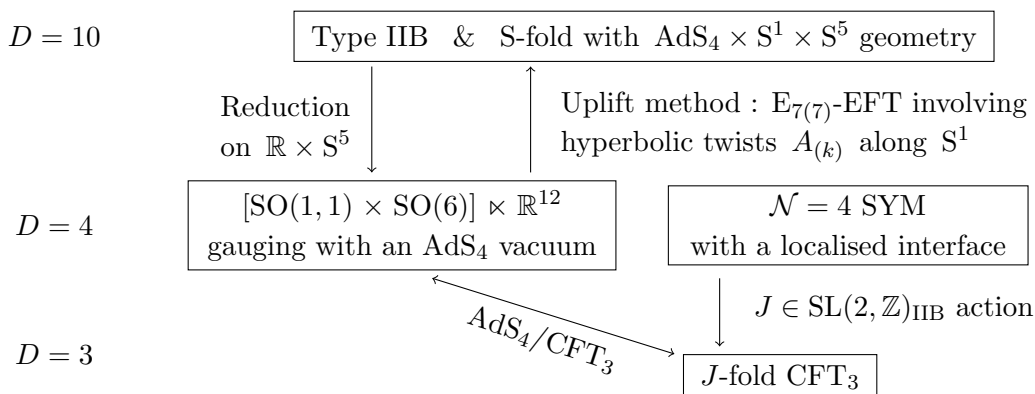 D = 10
Type IIB & S-fold with AdS₄ × S¹ × S⁵ geometry
Reduction
on ℝ × S⁵
Uplift method : E₇₍₇₎-EFT involving
hyperbolic twists A₍ₖ₎ along S¹
D = 4
[SO(1, 1) × SO(6)] ⋉ ℝ¹²
gauging with an AdS₄ vacuum
𝒩 = 4 SYM
with a localised interface
AdS₄/CFT₃
J ∈ SL(2, ℤ)_IIB action
D = 3
J-fold CFT₃